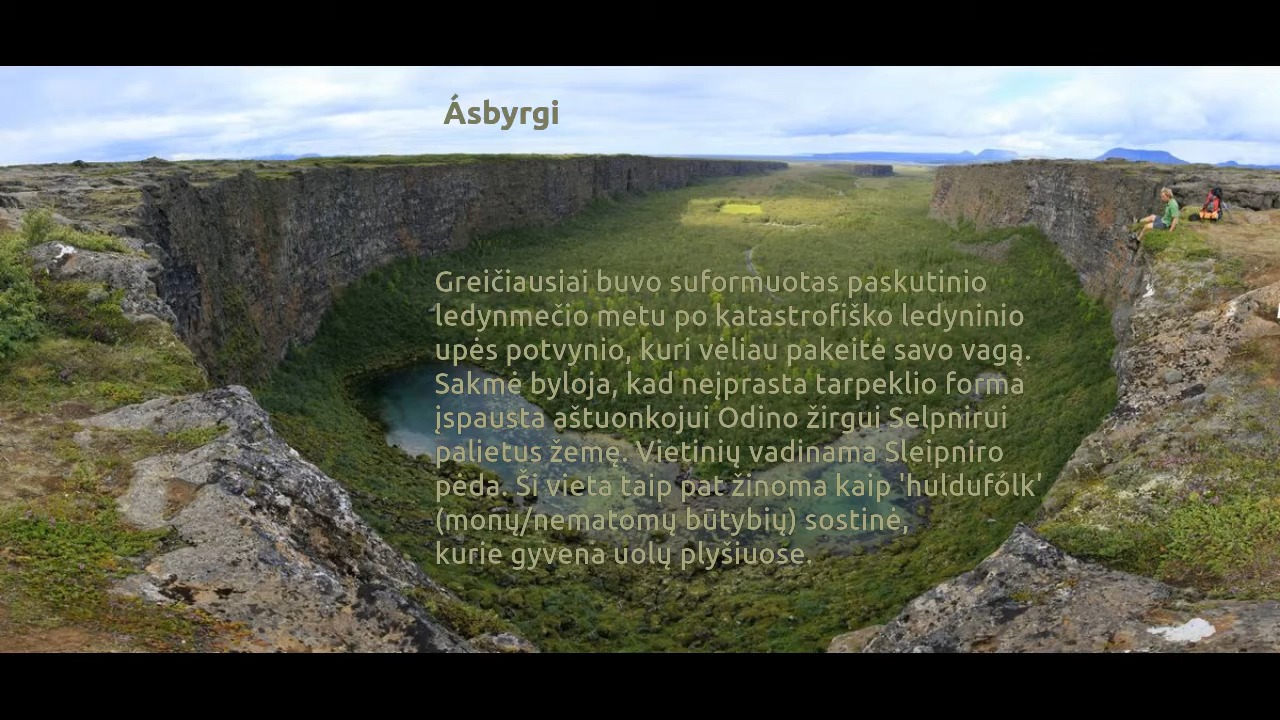 Ásbyrgi
Greičiausiai buvo suformuotas paskutinio
ledynmečio metu po katastrofiško ledyninio
upės potvynio, kuri vėliau pakeitė savo vagą.
Sakmė byloja, kad neįprasta tarpeklio forma
įspausta aštuonkojui Odino žirgui Selpnirui
palietus žemę. Vietinių vadinama Sleipniro
pėda. Ši vieta taip pat žinoma kaip 'huldufólk'
(monų/nematomų būtybių) sostinė,
kurie gyvena uolų plyšiuose.